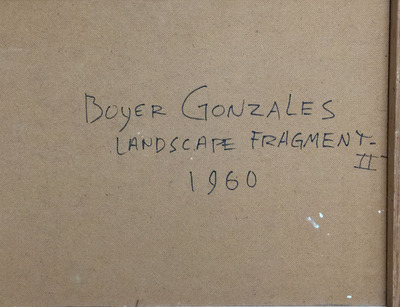 BOYER GONZALES
LANDSCAPE FRAGMENT-
II
1960